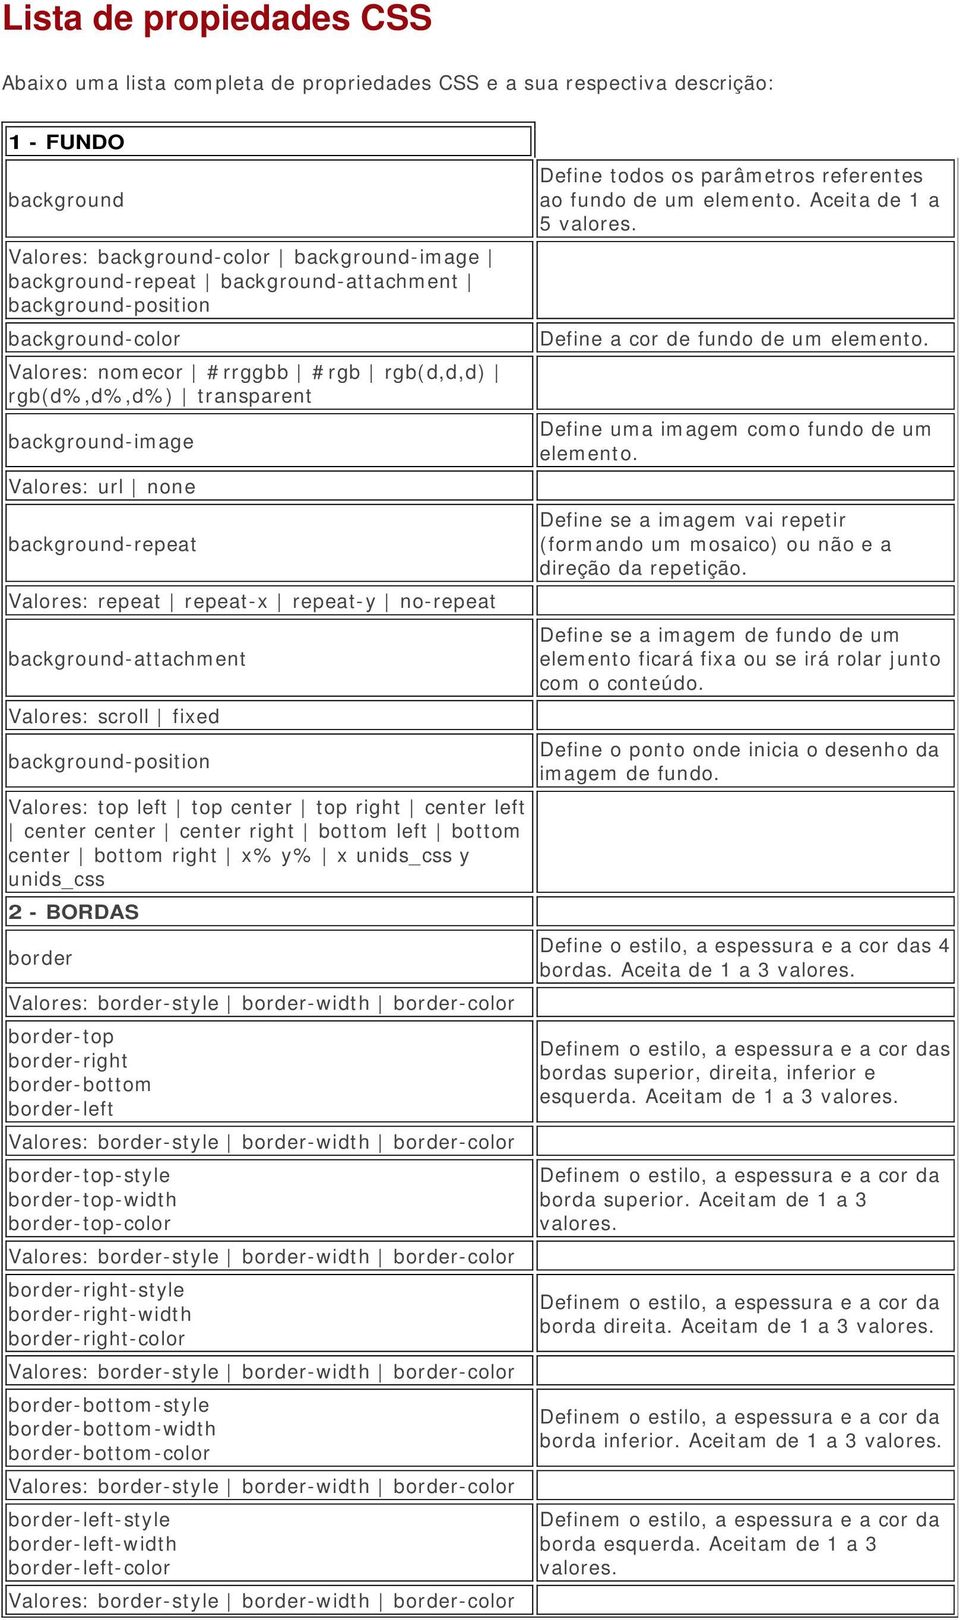 Lista de propiedades CSS
Abaixo uma lista completa de propriedades CSS e a sua respectiva descrição:
1 - FUNDO
background
Define todos os parâmetros referentes
ao fundo de um elemento. Aceita de 1 a
5 valores.
Valores: background-color | background-image |
background-repeat | background-attachment |
background-position
background-color
Define a cor de fundo de um elemento.
Valores: nomecor | #rrggbb | #rgb | rgb(d,d,d) |
rgb(d%,d%,d%) | transparent
background-image
Define uma imagem como fundo de um
elemento.
Valores: url | none
background-repeat
Define se a imagem vai repetir
(formando um mosaico) ou não e a
direção da repetição.
Valores: repeat | repeat-x | repeat-y | no-repeat
background-attachment
Define se a imagem de fundo de um
elemento ficará fixa ou se irá rolar junto
com o conteúdo.
Valores: scroll | fixed
background-position
Define o ponto onde inicia o desenho da
imagem de fundo.
Valores: top left | top center | top right | center left
| center center | center right | bottom left | bottom
center | bottom right | x% y% | x unids_css y
unids_css
2 - BORDAS
border
Define o estilo, a espessura e a cor das 4
bordas. Aceita de 1 a 3 valores.
Valores: border-style | border-width | border-color
border-top
border-right
border-bottom
border-left
Definem o estilo, a espessura e a cor das
bordas superior, direita, inferior e
esquerda. Aceitam de 1 a 3 valores.
Valores: border-style | border-width | border-color
border-top-style
border-top-width
border-top-color
Definem o estilo, a espessura e a cor da
borda superior. Aceitam de 1 a 3
valores.
Valores: border-style | border-width | border-color
border-right-style
border-right-width
border-right-color
Definem o estilo, a espessura e a cor da
borda direita. Aceitam de 1 a 3 valores.
Valores: border-style | border-width | border-color
border-bottom-style
border-bottom-width
border-bottom-color
Definem o estilo, a espessura e a cor da
borda inferior. Aceitam de 1 a 3 valores.
Valores: border-style | border-width | border-color
border-left-style
border-left-width
border-left-color
Definem o estilo, a espessura e a cor da
borda esquerda. Aceitam de 1 a 3
valores.
Valores: border-style | border-width | border-color